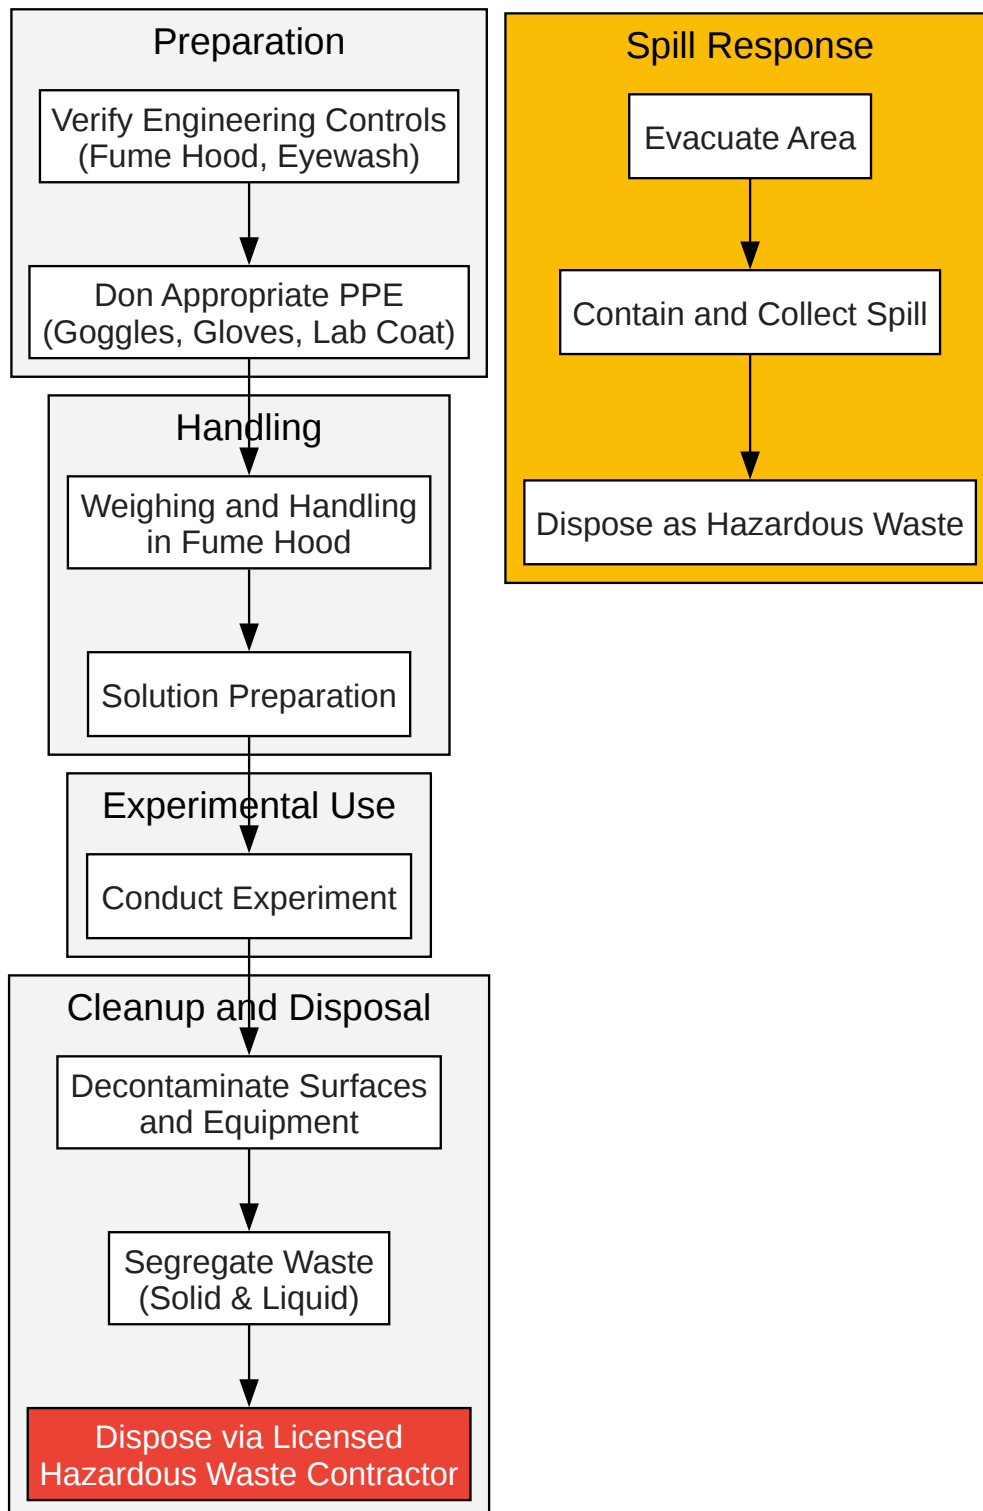 Preparation
Verify Engineering Controls
(Fume Hood, Eyewash)
Don Appropriate PPE
(Goggles, Gloves, Lab Coat)
Handling
Weighing and Handling
in Fume Hood
Solution Preparation
Experimental Use
Conduct Experiment
Cleanup and Disposal
Decontaminate Surfaces
and Equipment
Segregate Waste
(Solid & Liquid)
Dispose via Licensed
Hazardous Waste Contractor
Spill Response
Evacuate Area
Contain and Collect Spill
Dispose as Hazardous Waste